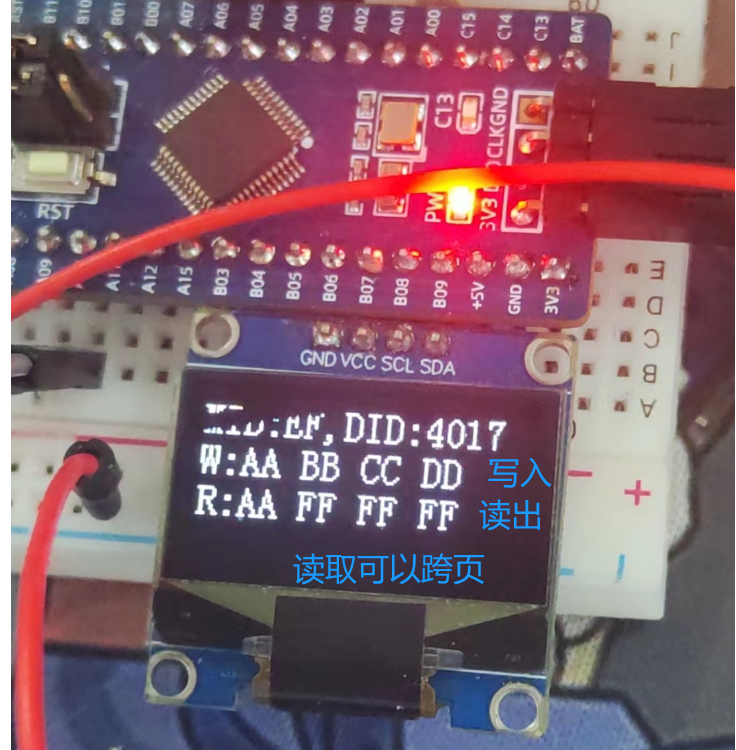 B11 B10 B01 B00 A07 A06 A05 A04 A03 A02 A01 A00 C15 C14 C13 BAT
J
C13
GND
CLK
3V3
RST
A12 A15 B03 B04 B05 B06 B07 B08 B09 +5V GND 3V3
E
D
C
B
A
GND VCC SCL SDA
MID:EF,DID:4017
W:AA BB CC DD 写入
R:AA FF FF FF 读出
读取可以跨页